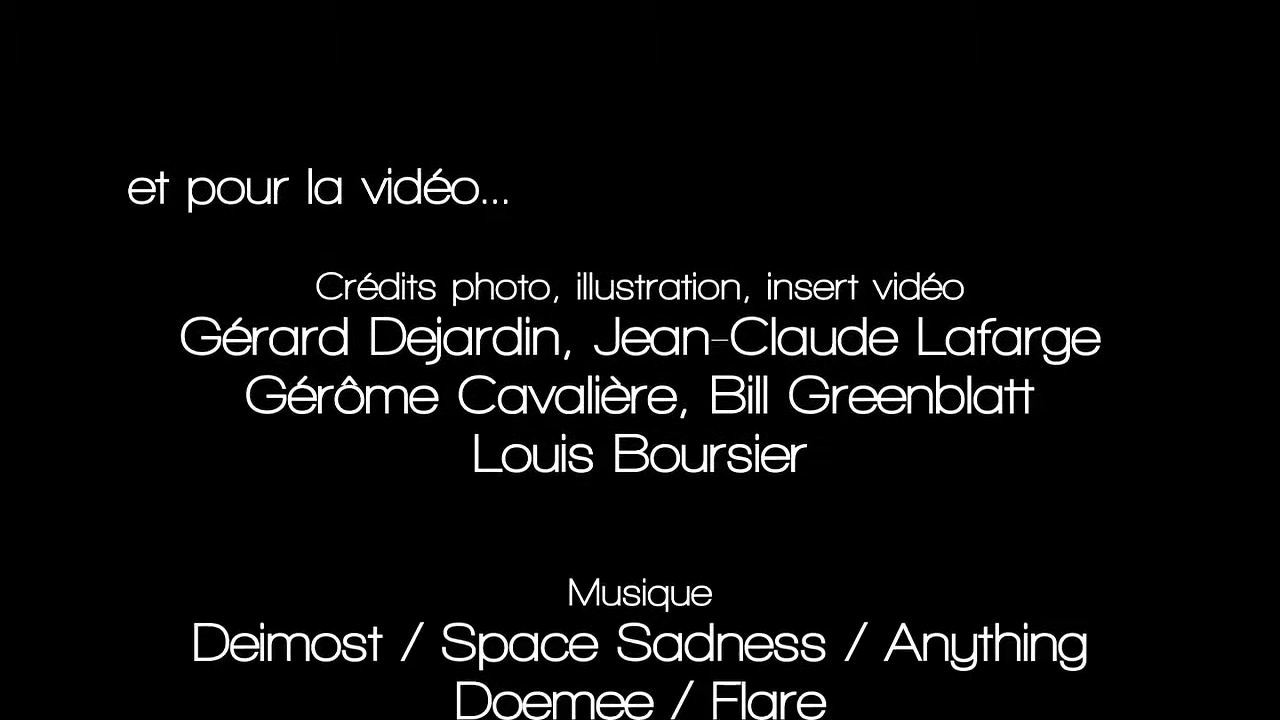 et pour la vidéo...
Crédits photo, illustration, insert vidéo
Gérard Dejardin, Jean-Claude Lafarge
Gérôme Cavalière, Bill Greenblatt
Louis Boursier
Musique
Deimost / Space Sadness / Anything
Doemee / Flare